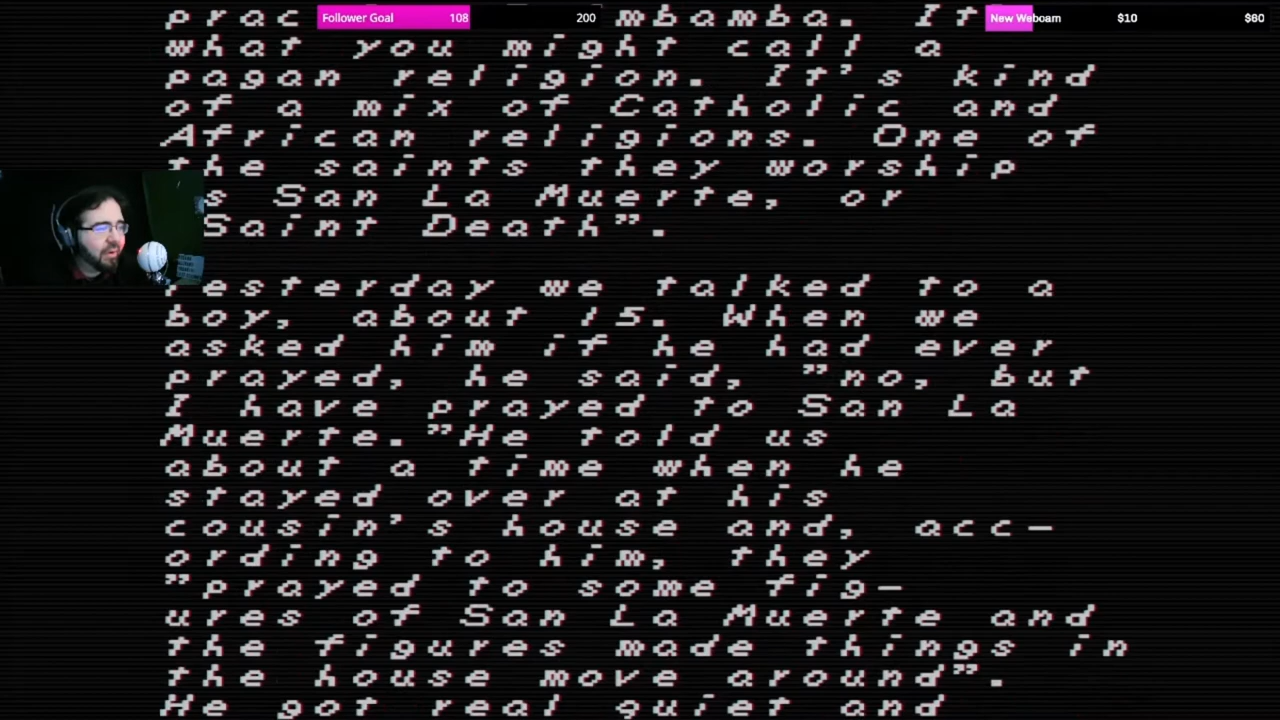 Follower Goal 108 200
New Webcam $10 $60
prac mbamba. It
what you might call a
pagan religion. It's kind
of a mix of Catholic and
African religions. One of
the saints they worship
s San La Muerte, or
Saint Death".
Yesterday we talked to a
boy, about 15. When we
asked him if he had ever
prayed, he said, "no, but
I have prayed to San La
Muerte."He told us
about a time when he
stayed over at his
cousin's house and, acc-
ording to him, they
"prayed to some fig-
ures of San La Muerte and
the figures made things in
the house move around".
He got real quiet and